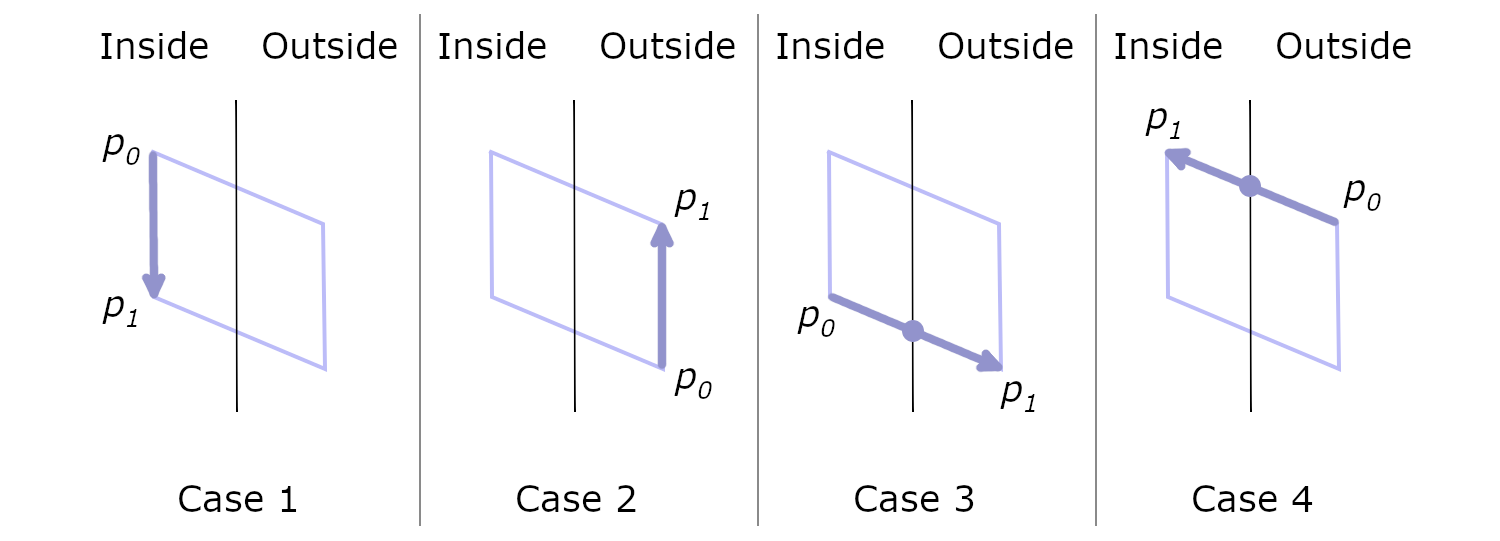 Inside Outside
p0
p1
Case 1
Inside Outside
p1
p0
Case 2
Inside Outside
p0
p1
Case 3
Inside Outside
p1
p0
Case 4